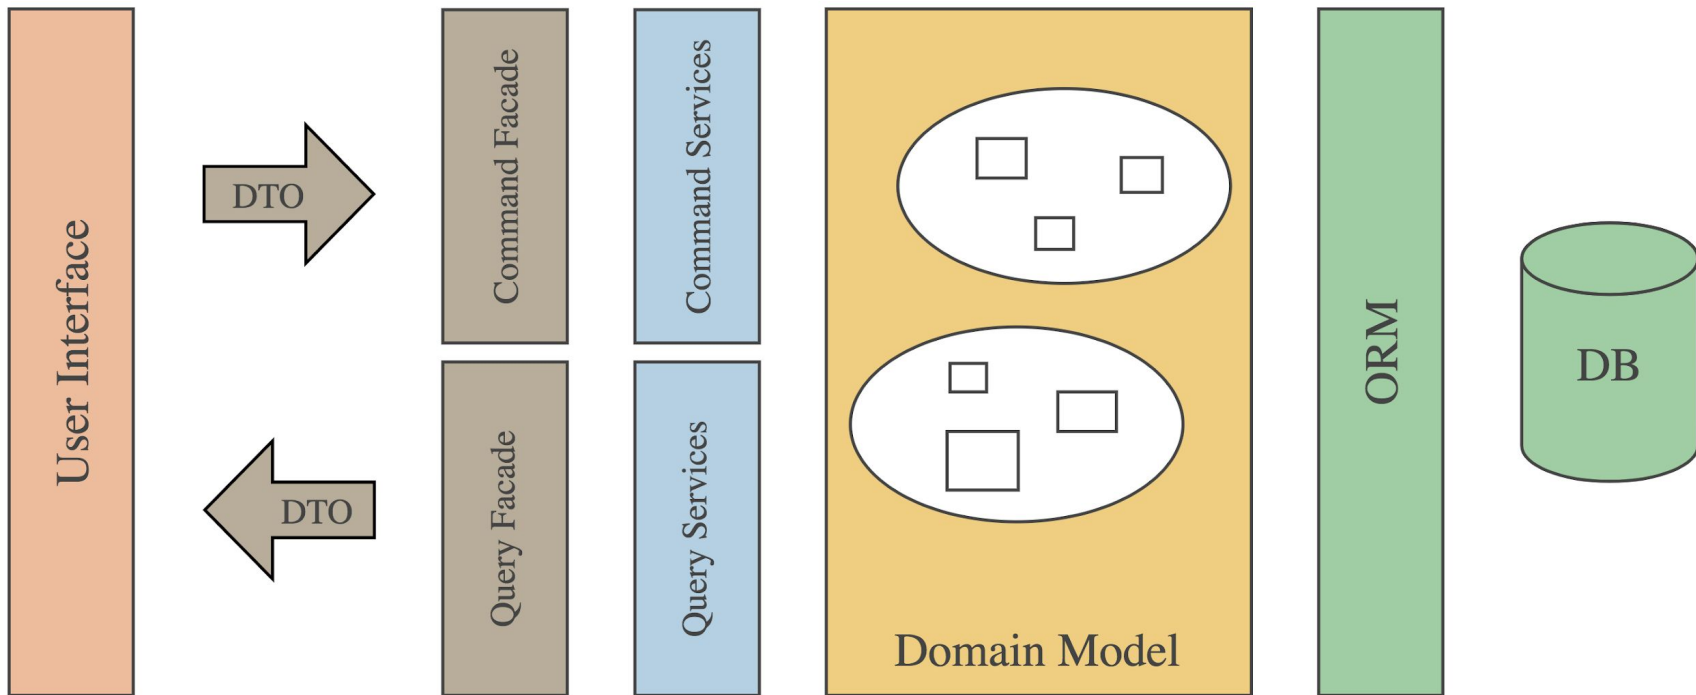 User Interface
DTO
DTO
Command Facade
Query Facade
Command Services
Query Services
Domain Model
ORM
DB